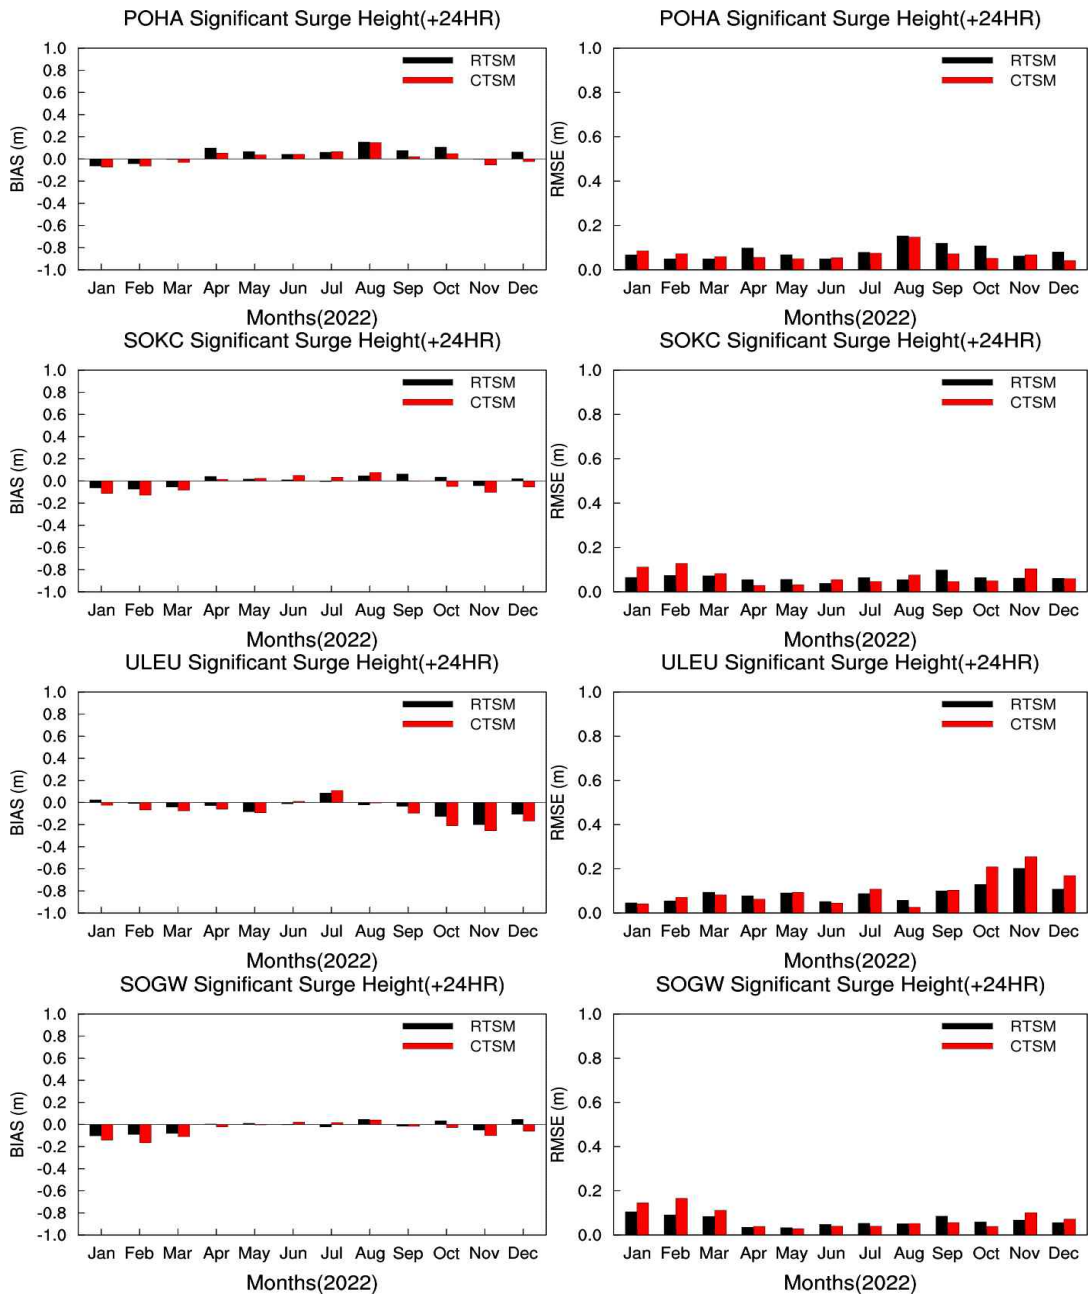 POHA Significant Surge Height(+24HR)
1.0
0.8
0.6
0.4
0.2
0.0
-0.2
-0.4
-0.6
-0.8
-1.0
BIAS (m)
RTSM
CTSM
Jan Feb Mar Apr May Jun Jul Aug Sep Oct Nov Dec
Months(2022)
POHA Significant Surge Height(+24HR)
1.0
0.8
0.6
0.4
0.2
0.0
RMSE (m)
RTSM
CTSM
Jan Feb Mar Apr May Jun Jul Aug Sep Oct Nov Dec
Months(2022)
SOKC Significant Surge Height(+24HR)
1.0
0.8
0.6
0.4
0.2
0.0
-0.2
-0.4
-0.6
-0.8
-1.0
BIAS (m)
RTSM
CTSM
Jan Feb Mar Apr May Jun Jul Aug Sep Oct Nov Dec
Months(2022)
SOKC Significant Surge Height(+24HR)
1.0
0.8
0.6
0.4
0.2
0.0
RMSE (m)
RTSM
CTSM
Jan Feb Mar Apr May Jun Jul Aug Sep Oct Nov Dec
Months(2022)
ULEU Significant Surge Height(+24HR)
1.0
0.8
0.6
0.4
0.2
0.0
-0.2
-0.4
-0.6
-0.8
-1.0
BIAS (m)
RTSM
CTSM
Jan Feb Mar Apr May Jun Jul Aug Sep Oct Nov Dec
Months(2022)
ULEU Significant Surge Height(+24HR)
1.0
0.8
0.6
0.4
0.2
0.0
RMSE (m)
RTSM
CTSM
Jan Feb Mar Apr May Jun Jul Aug Sep Oct Nov Dec
Months(2022)
SOGW Significant Surge Height(+24HR)
1.0
0.8
0.6
0.4
0.2
0.0
-0.2
-0.4
-0.6
-0.8
-1.0
BIAS (m)
RTSM
CTSM
Jan Feb Mar Apr May Jun Jul Aug Sep Oct Nov Dec
Months(2022)
SOGW Significant Surge Height(+24HR)
1.0
0.8
0.6
0.4
0.2
0.0
RMSE (m)
RTSM
CTSM
Jan Feb Mar Apr May Jun Jul Aug Sep Oct Nov Dec
Months(2022)